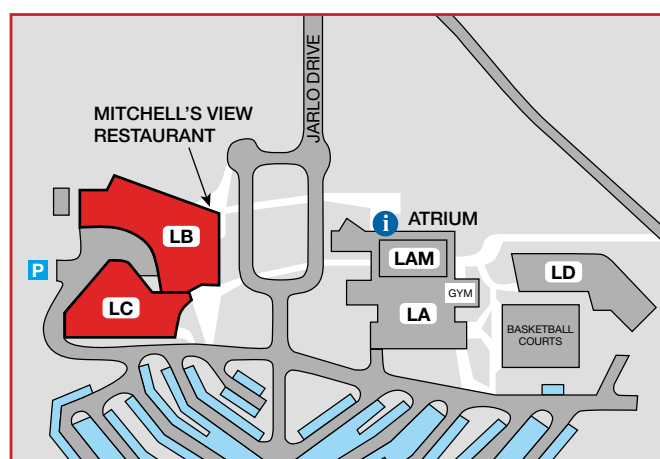 JARLO DRIVE
MITCHELL'S VIEW
RESTAURANT
i ATRIUM
LB
LAM
P
LD
GYM
LC
LA
BASKETBALL
COURTS